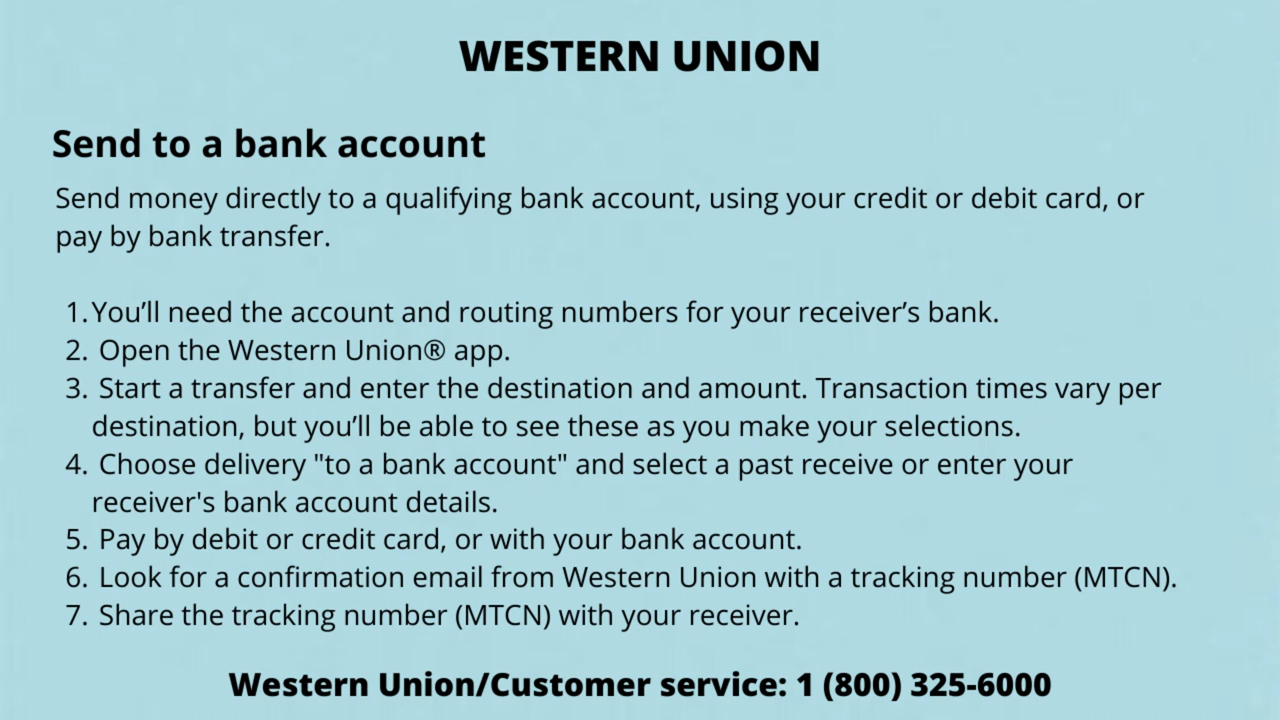 WESTERN UNION
Send to a bank account
Send money directly to a qualifying bank account, using your credit or debit card, or
pay by bank transfer.
1. You’ll need the account and routing numbers for your receiver’s bank.
2. Open the Western Union® app.
3. Start a transfer and enter the destination and amount. Transaction times vary per
destination, but you’ll be able to see these as you make your selections.
4. Choose delivery "to a bank account" and select a past receive or enter your
receiver's bank account details.
5. Pay by debit or credit card, or with your bank account.
6. Look for a confirmation email from Western Union with a tracking number (MTCN).
7. Share the tracking number (MTCN) with your receiver.
Western Union/Customer service: 1 (800) 325-6000